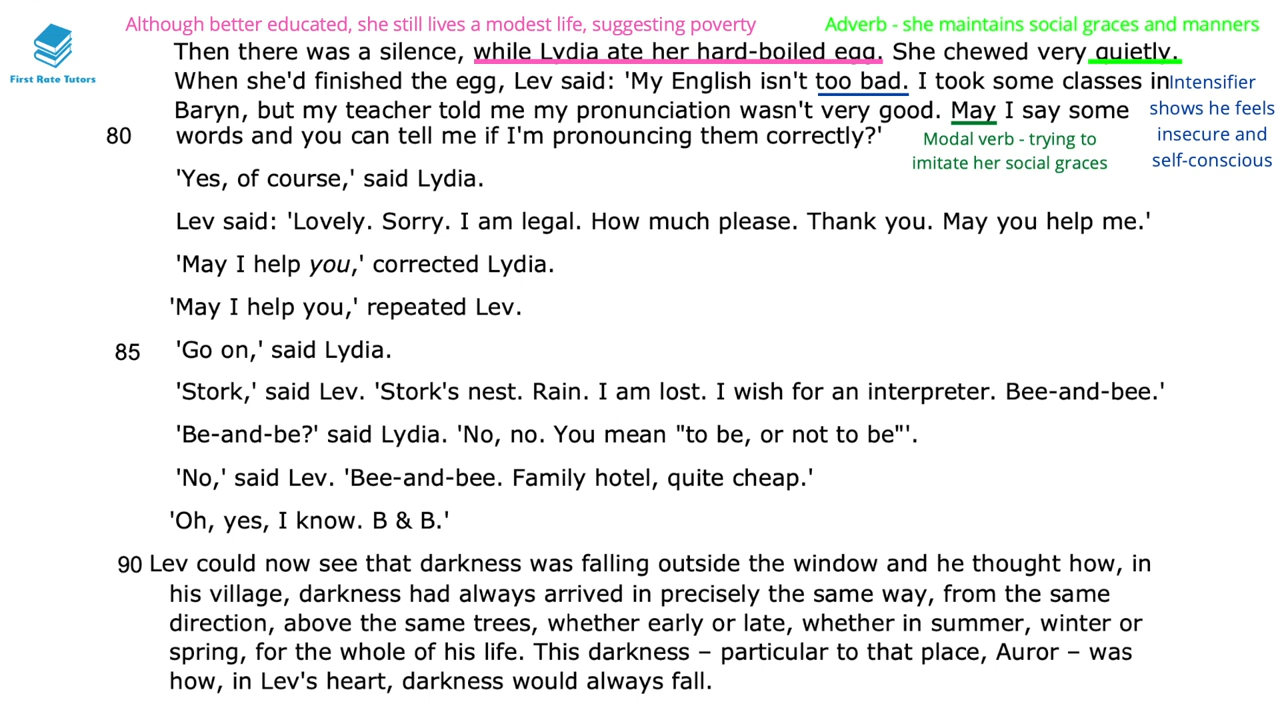 Although better educated, she still lives a modest life, suggesting poverty
Adverb - she maintains social graces and manners
First Rate Tutors
Then there was a silence, while Lydia ate her hard-boiled egg. She chewed very quietly.
When she'd finished the egg, Lev said: 'My English isn't too bad. I took some classes in
Baryn, but my teacher told me my pronunciation wasn't very good. May I say some
80 words and you can tell me if I'm pronouncing them correctly?'
Intensifier
shows he feels
insecure and
self-conscious
Modal verb - trying to
imitate her social graces
'Yes, of course,' said Lydia.
Lev said: 'Lovely. Sorry. I am legal. How much please. Thank you. May you help me.'
'May I help you,' corrected Lydia.
'May I help you,' repeated Lev.
85 'Go on,' said Lydia.
'Stork,' said Lev. 'Stork's nest. Rain. I am lost. I wish for an interpreter. Bee-and-bee.'
'Be-and-be?' said Lydia. 'No, no. You mean "to be, or not to be"'.
'No,' said Lev. 'Bee-and-bee. Family hotel, quite cheap.'
'Oh, yes, I know. B & B.'
90 Lev could now see that darkness was falling outside the window and he thought how, in
his village, darkness had always arrived in precisely the same way, from the same
direction, above the same trees, whether early or late, whether in summer, winter or
spring, for the whole of his life. This darkness – particular to that place, Auror – was
how, in Lev's heart, darkness would always fall.